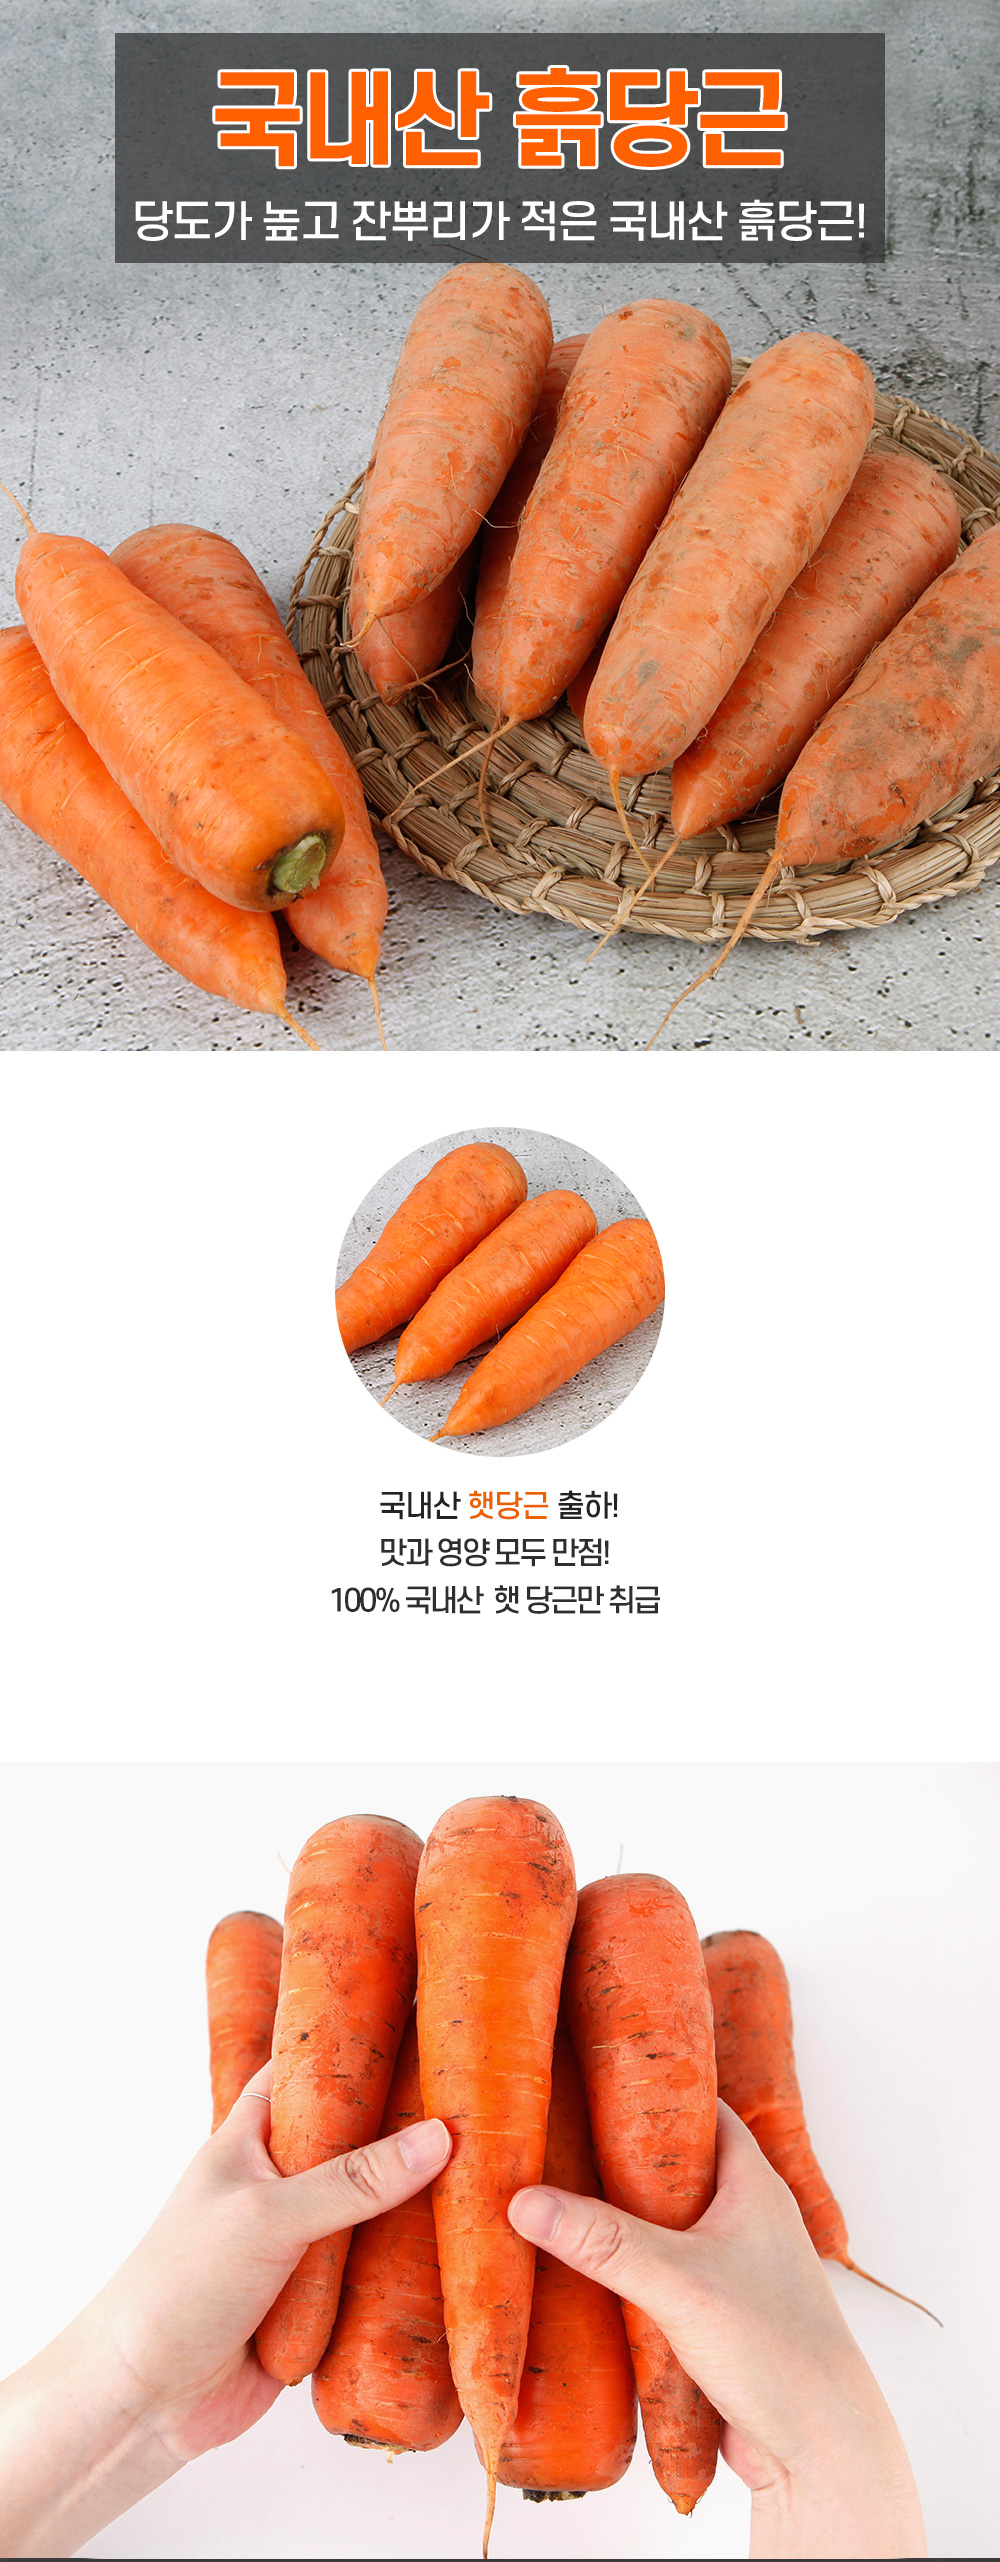 국내산 흙당근
당도가 높고 잔뿌리가 적은 국내산 흙당근!
국내산 햇당근 출하!
맛과 영양 모두 만점!
100% 국내산 햇 당근만 취급